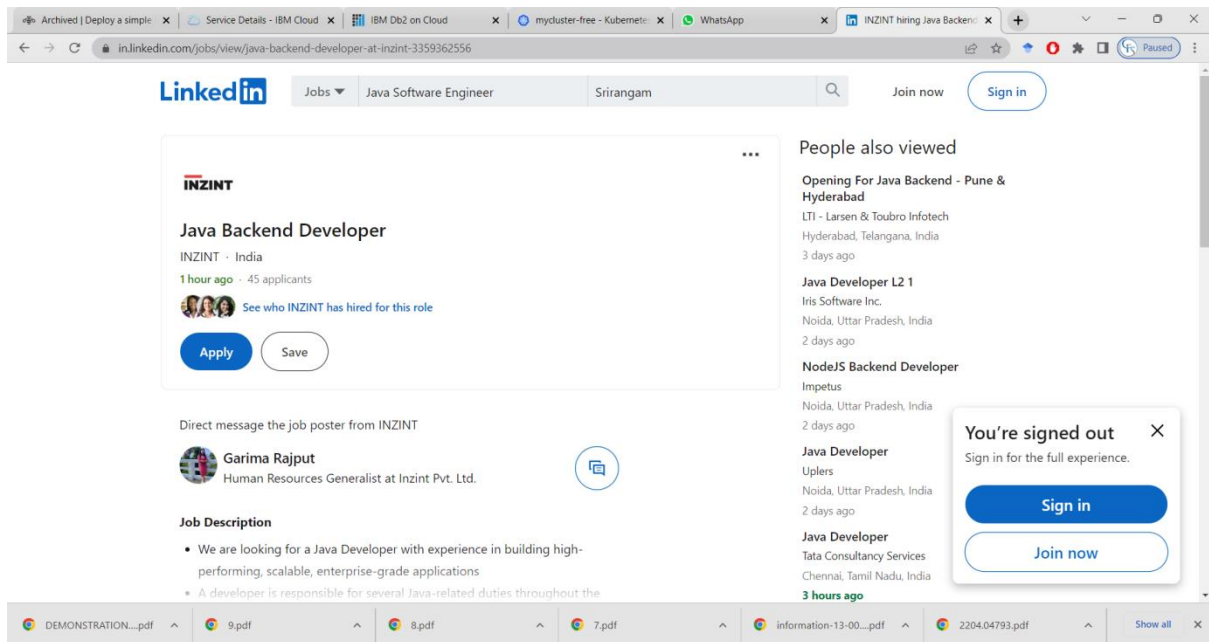 Archived | Deploy a simple
Service Details - IBM Cloud
IBM Db2 on Cloud
mycluster-free - Kubernete
WhatsApp
INZINT hiring Java Backend
in.linkedin.com/jobs/view/java-backend-developer-at-inzint-3359362556
Paused
Linkedin
Jobs
Java Software Engineer
Srirangam
Join now
Sign in
INZINT
Java Backend Developer
INZINT · India
1 hour ago · 45 applicants
See who INZINT has hired for this role
Apply
Save
Direct message the job poster from INZINT
Garima Rajput
Human Resources Generalist at Inzint Pvt. Ltd.
Job Description
• We are looking for a Java Developer with experience in building high-
performing, scalable, enterprise-grade applications
• A developer is responsible for several Java-related duties throughout the
People also viewed
Opening For Java Backend - Pune &
Hyderabad
LTI - Larsen & Toubro Infotech
Hyderabad, Telangana, India
3 days ago
Java Developer L2 1
Iris Software Inc.
Noida, Uttar Pradesh, India
2 days ago
NodeJS Backend Developer
Impetus
Noida, Uttar Pradesh, India
2 days ago
Java Developer
Uplers
Noida, Uttar Pradesh, India
2 days ago
Java Developer
Tata Consultancy Services
Chennai, Tamil Nadu, India
3 hours ago
You're signed out
Sign in for the full experience.
Sign in
Join now
DEMONSTRATION....pdf
9.pdf
8.pdf
7.pdf
information-13-00....pdf
2204.04793.pdf
Show all